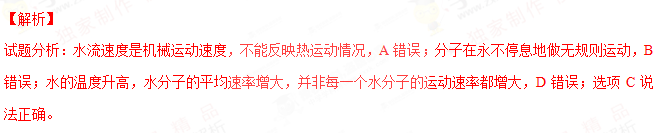 【解析】
试题分析：水流速度是机械运动速度，不能反映热运动情况，A 错误；分子在永不停息地做无规则运动，B
错误；水的温度升高，水分子的平均速率增大，并非每一个水分子的运动速率都增大，D 错误；选项 C 说
法正确。